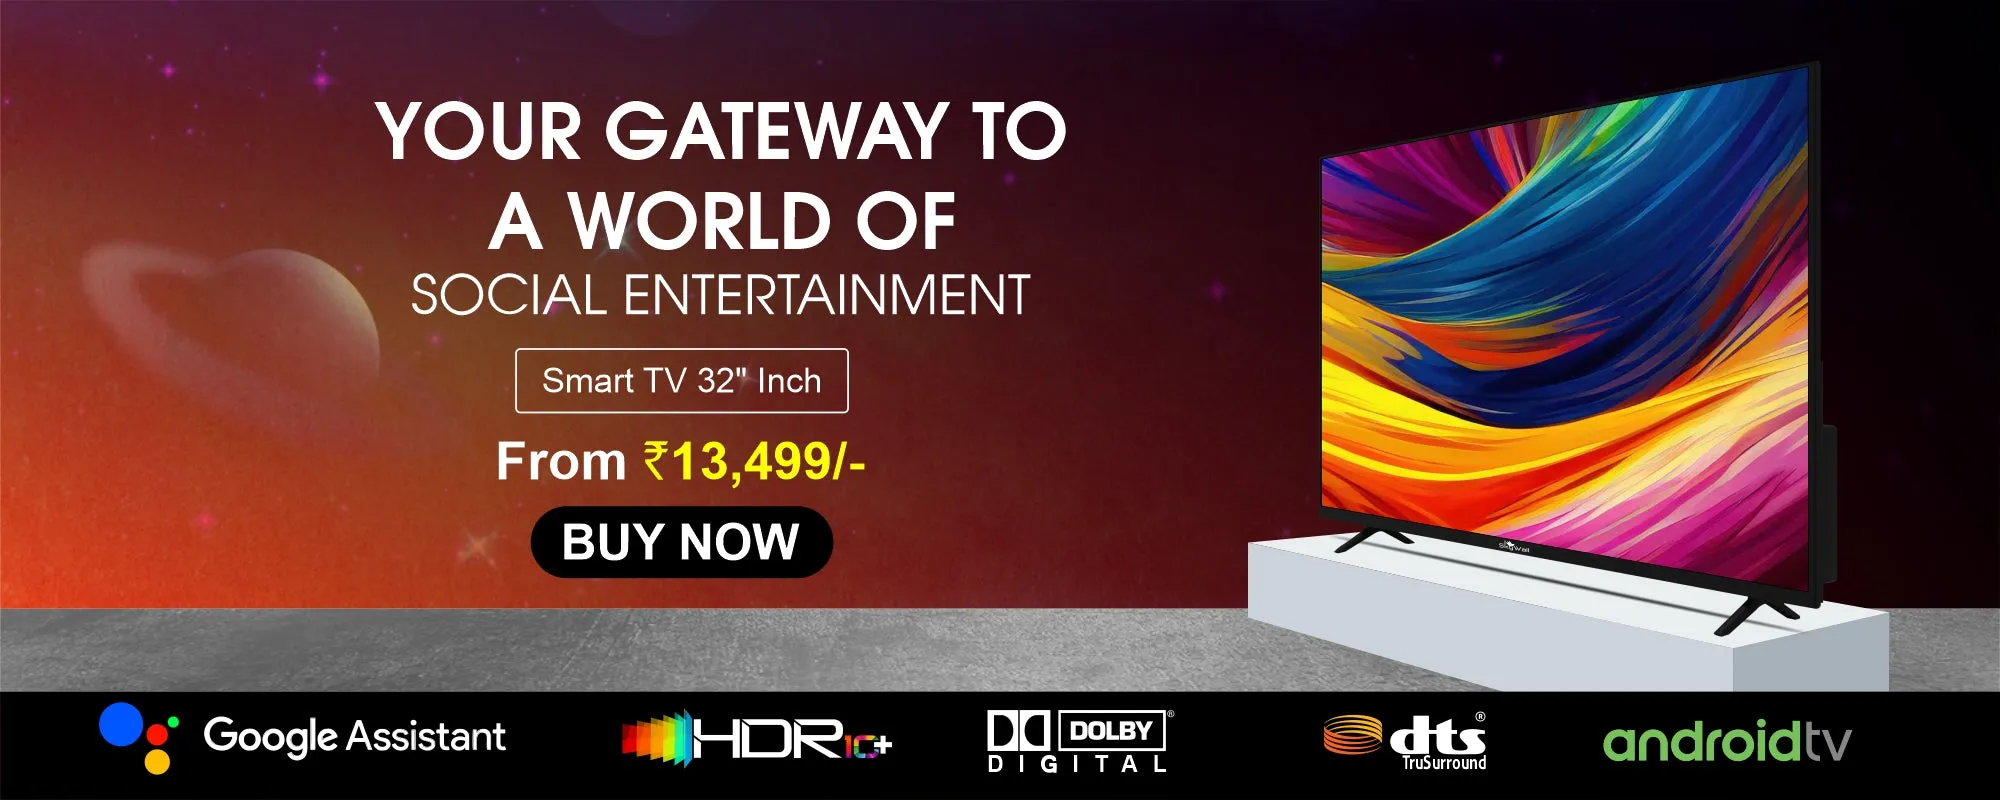 YOUR GATEWAY TO
A WORLD OF
SOCIAL ENTERTAINMENT
Smart TV 32" Inch
From ₹13,499/-
BUY NOW
SkyWall
Google Assistant
HDR10+
DOLBY®
DIGITAL
dts®
TruSurround
androidtv